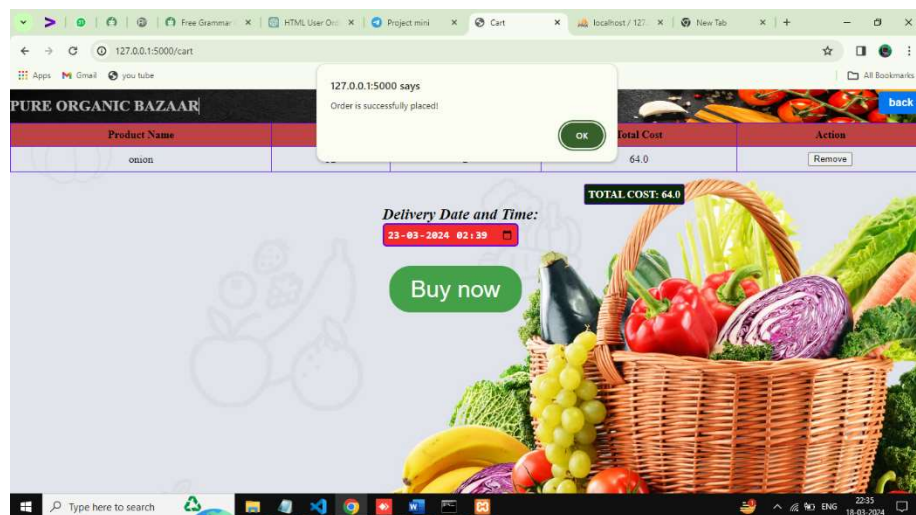 Free Grammar
HTML User Ord
Project mini
Cart
localhost / 127.
New Tab
127.0.0.1:5000/cart
Apps
Gmail
you tube
All Bookmarks
127.0.0.1:5000 says
Order is successfully placed!
OK
PURE ORGANIC BAZAAR
back
Product Name
Total Cost
Action
onion
64.0
Remove
TOTAL COST: 64.0
Delivery Date and Time:
23-03-2024 02:39
Buy now
Type here to search
ENG
22:35
18-03-2024